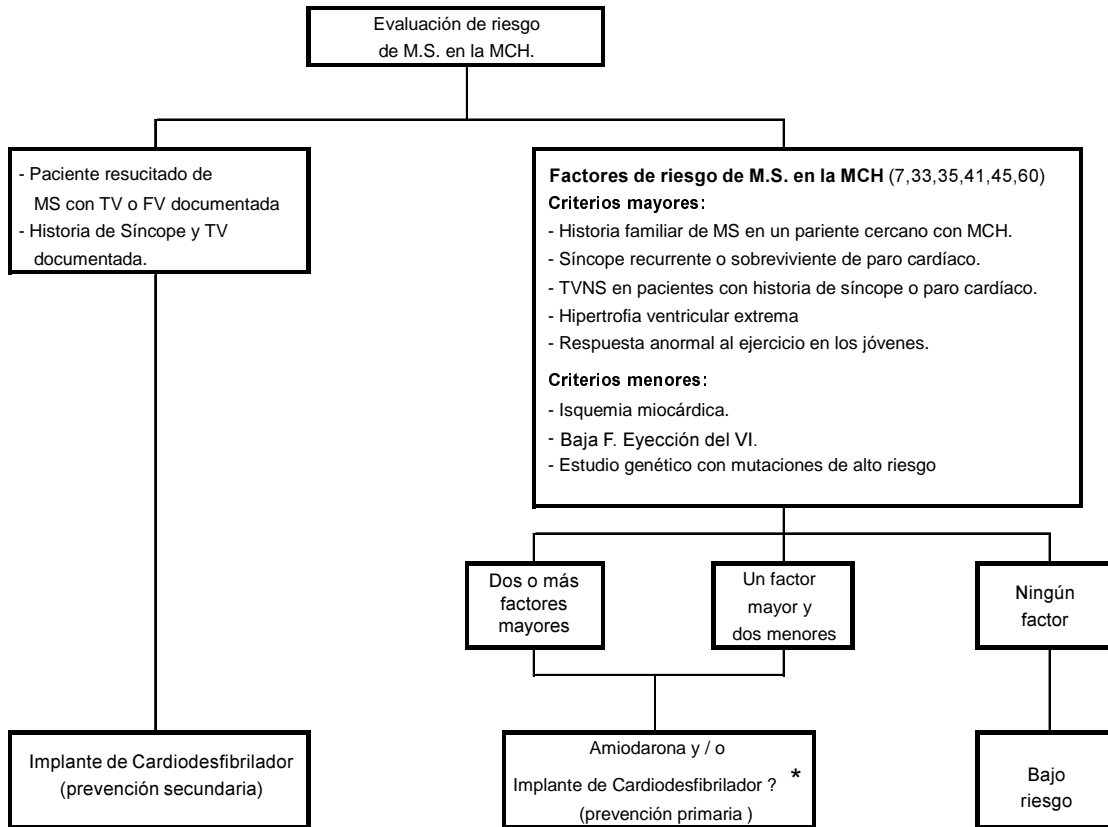 Evaluación de riesgo
de M.S. en la MCH.
- Paciente resucitado de
MS con TV o FV documentada
- Historia de Síncope y TV
documentada.
Factores de riesgo de M.S. en la MCH (7,33,35,41,45,60)
Criterios mayores:
- Historia familiar de MS en un pariente cercano con MCH.
- Síncope recurrente o sobreviviente de paro cardíaco.
- TVNS en pacientes con historia de síncope o paro cardíaco.
- Hipertrofia ventricular extrema
- Respuesta anormal al ejercicio en los jóvenes.
Criterios menores:
- Isquemia miocárdica.
- Baja F. Eyección del VI.
- Estudio genético con mutaciones de alto riesgo
Dos o más
factores
mayores
Un factor
mayor y
dos menores
Ningún
factor
Implante de Cardiodesfibrilador
(prevención secundaria)
Amiodarona y / o
Implante de Cardiodesfibrilador ? *
(prevención primaria )
Bajo
riesgo